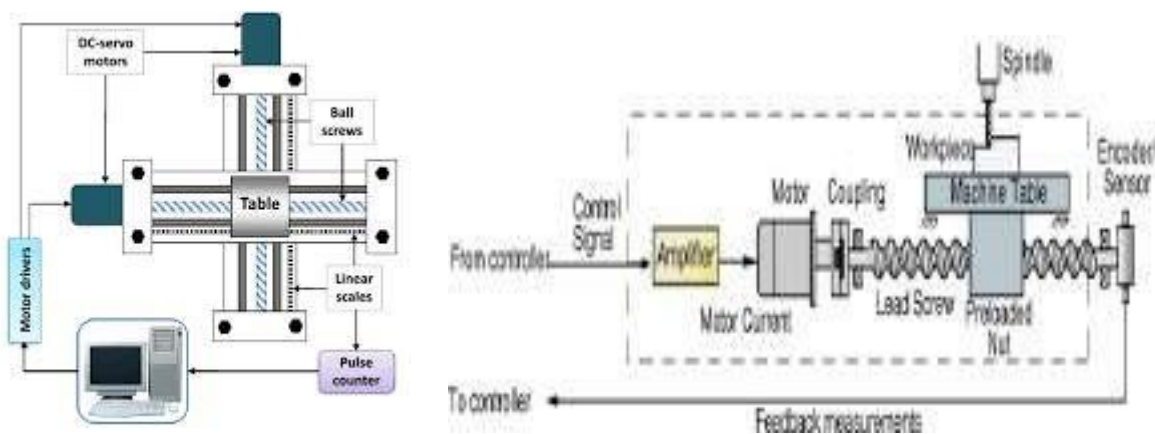 DC-servo
motors
Ball
screws
Table
Motor drivers
Linear
scales
Pulse
counter
Spindle
Workpiece
Encoder/
Sensor
Machine Table
Motor
Coupling
Control
Signal
From controller
Amplifier
Lead Screw
Motor Current
Preloaded
Nut
To controller
Feedback measurements